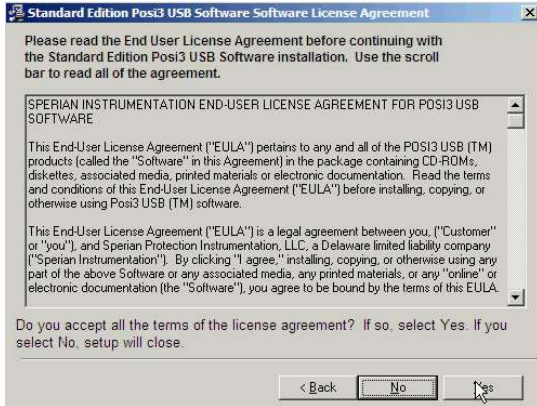 Standard Edition Posi3 USB Software Software License Agreement
Please read the End User License Agreement before continuing with
the Standard Edition Posi3 USB Software installation. Use the scroll
bar to read all of the agreement.
SPERIAN INSTRUMENTATION END-USER LICENSE AGREEMENT FOR POSI3 USB
SOFTWARE
This End-User License Agreement ("EULA") pertains to any and all of the POSI3 USB (TM)
products (called the "Software" in this Agreement) in the package containing CD-ROMs,
diskettes, associated media, printed materials or electronic documentation. Read the terms
and conditions of this End-User License Agreement ("EULA") before installing, copying, or
otherwise using Posi3 USB (TM) software.
This End-User License Agreement ("EULA") is a legal agreement between you, ("Customer"
or "you"), and Sperian Protection Instrumentation, LLC, a Delaware limited liability company
("Sperian Instrumentation"). By clicking "I agree," installing, copying, or otherwise using any
part of the above Software or any associated media, any printed materials, or any "online" or
electronic documentation (the "Software"), you agree to be bound by the terms of this EULA.
Do you accept all the terms of the license agreement? If so, select Yes. If you
select No, setup will close.
< Back No Yes